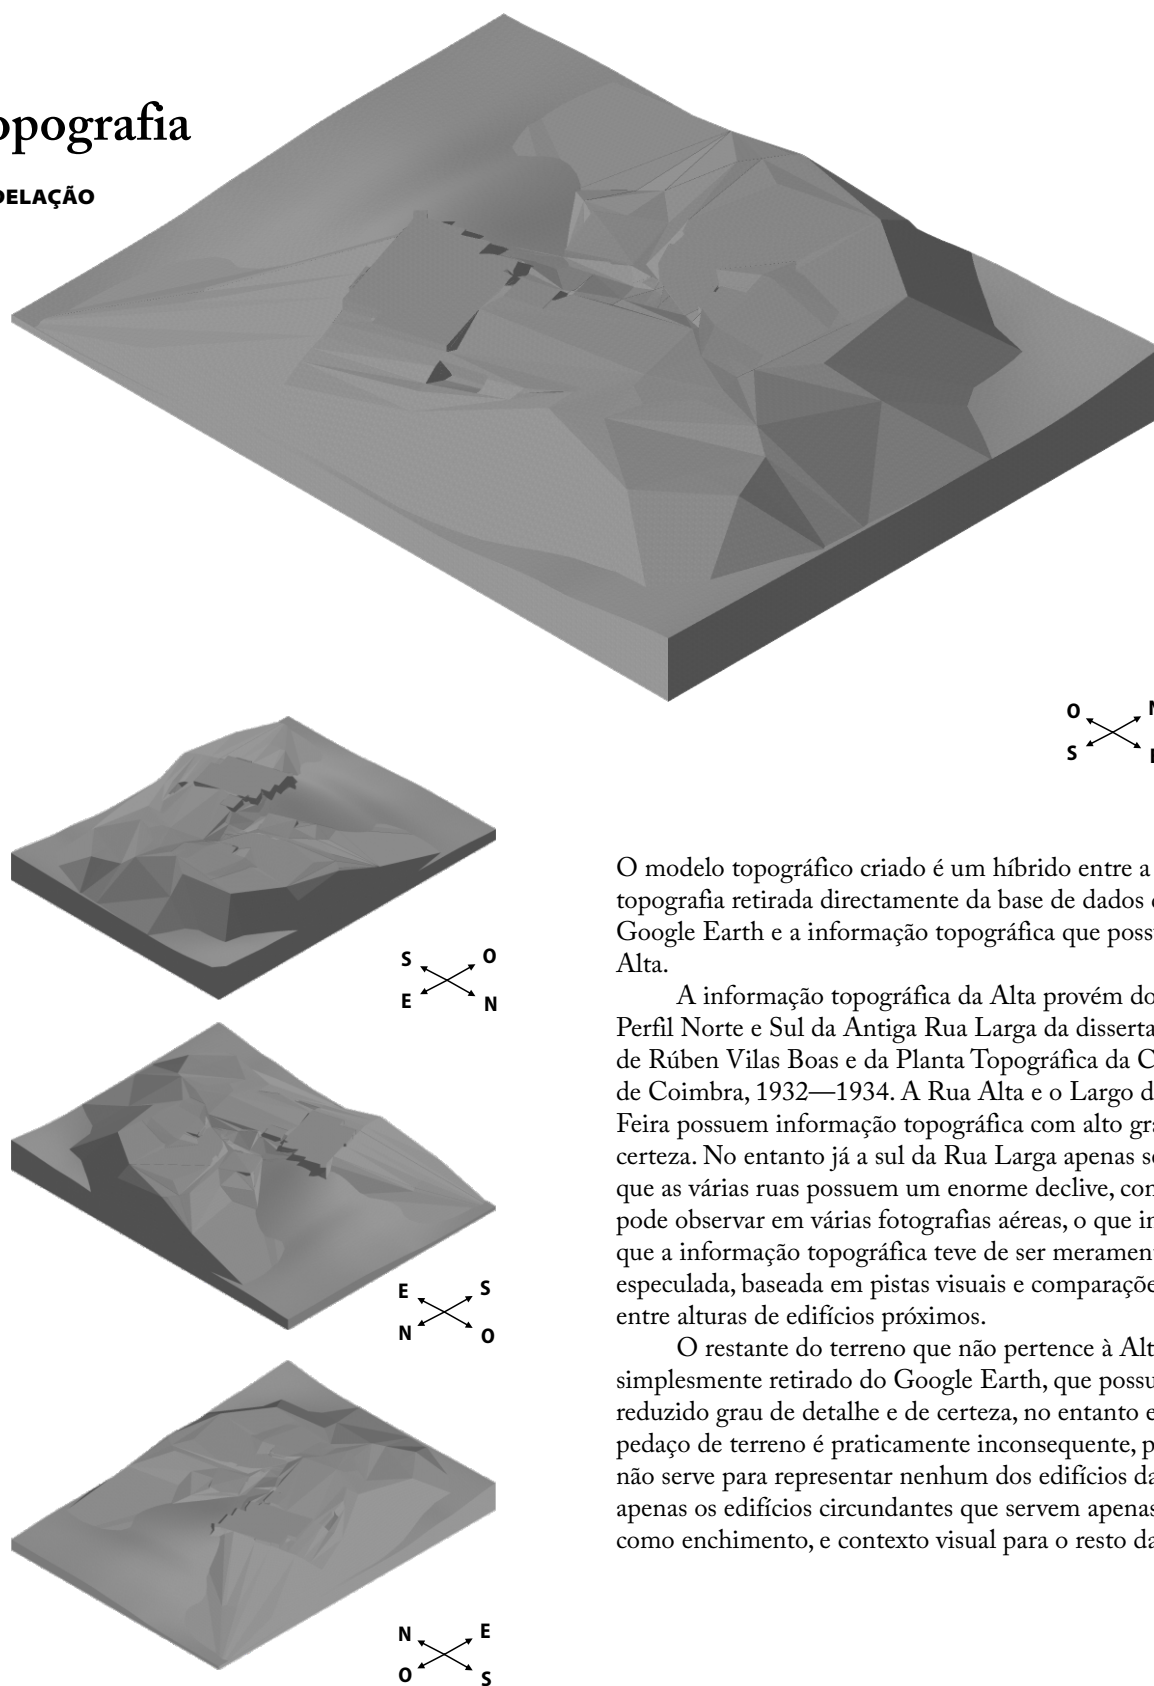 opografia
DELAÇÃO
O N
S
O modelo topográfico criado é um híbrido entre a
topografia retirada directamente da base de dados
Google Earth e a informação topográfica que poss
Alta.
A informação topográfica da Alta provém do
Perfil Norte e Sul da Antiga Rua Larga da disserta
de Rúben Vilas Boas e da Planta Topográfica da C
de Coimbra, 1932—1934. A Rua Alta e o Largo d
Feira possuem informação topográfica com alto gra
certeza. No entanto já a sul da Rua Larga apenas s
que as várias ruas possuem um enorme declive, con
pode observar em várias fotografias aéreas, o que in
que a informação topográfica teve de ser meramen
especulada, baseada em pistas visuais e comparaçõe
entre alturas de edifícios próximos.
O restante do terreno que não pertence à Alt
simplesmente retirado do Google Earth, que possu
reduzido grau de detalhe e de certeza, no entanto e
pedaço de terreno é praticamente inconsequente, p
não serve para representar nenhum dos edifícios da
apenas os edifícios circundantes que servem apenas
como enchimento, e contexto visual para o resto da
S O
E N
E S
N O
N E
O S